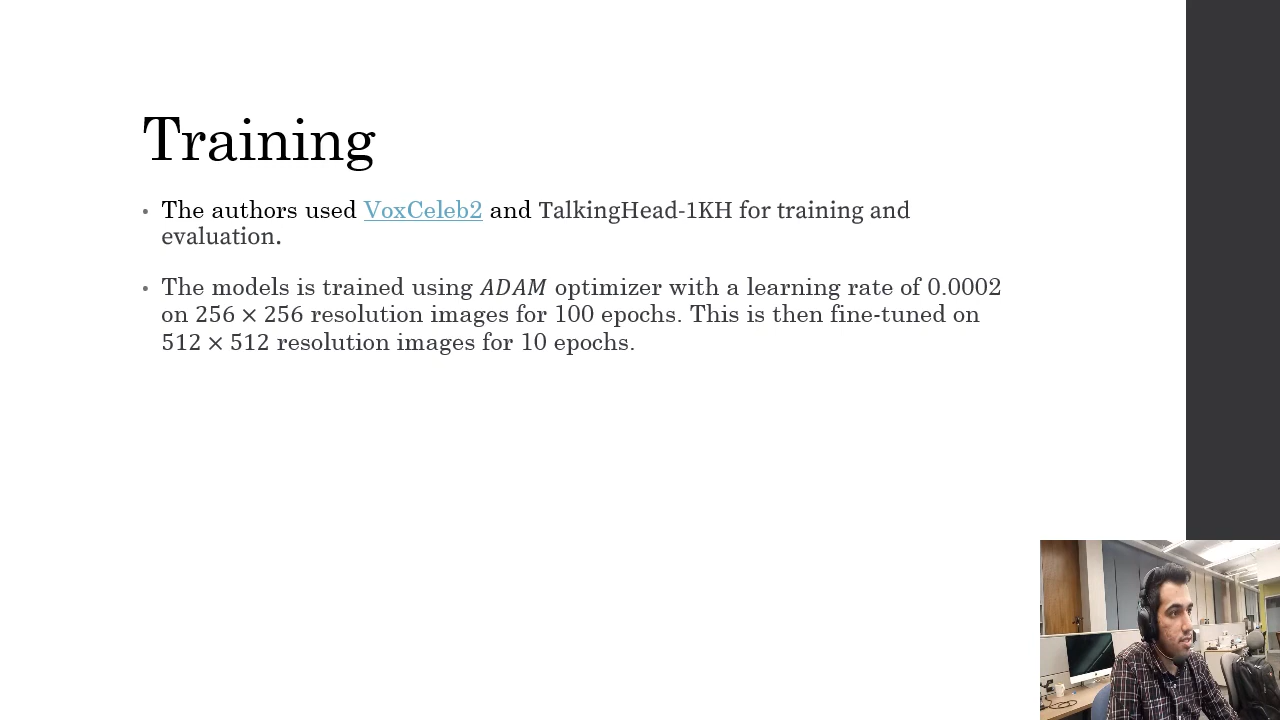 Training
• The authors used VoxCeleb2 and TalkingHead-1KH for training and
evaluation.
• The models is trained using ADAM optimizer with a learning rate of 0.0002
on 256 × 256 resolution images for 100 epochs. This is then fine-tuned on
512 × 512 resolution images for 10 epochs.